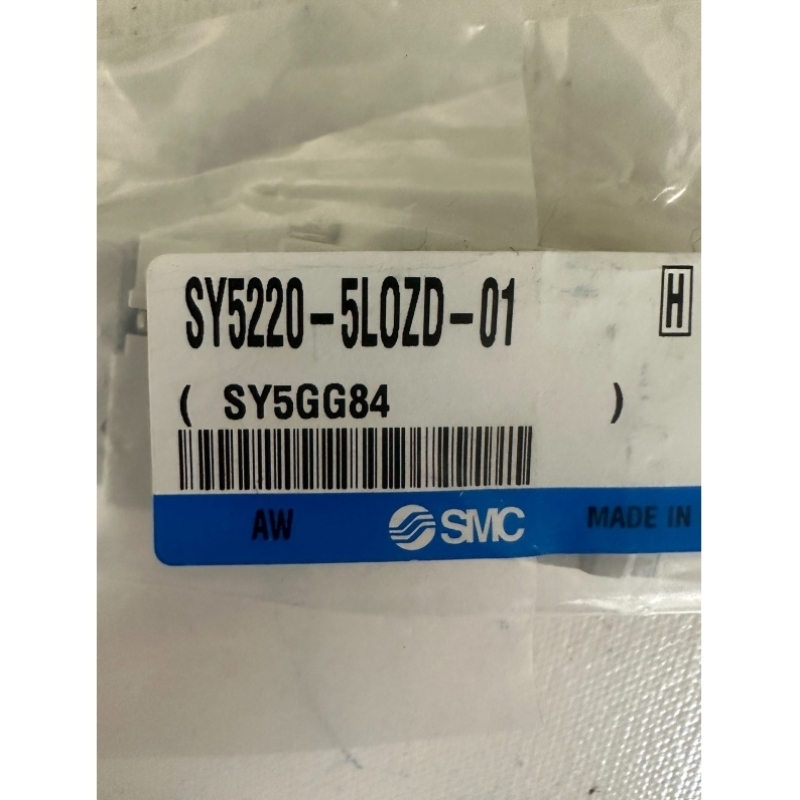 SY5220-5LOZD-01 H
( SY5GG84 )
AW SMC MADE IN